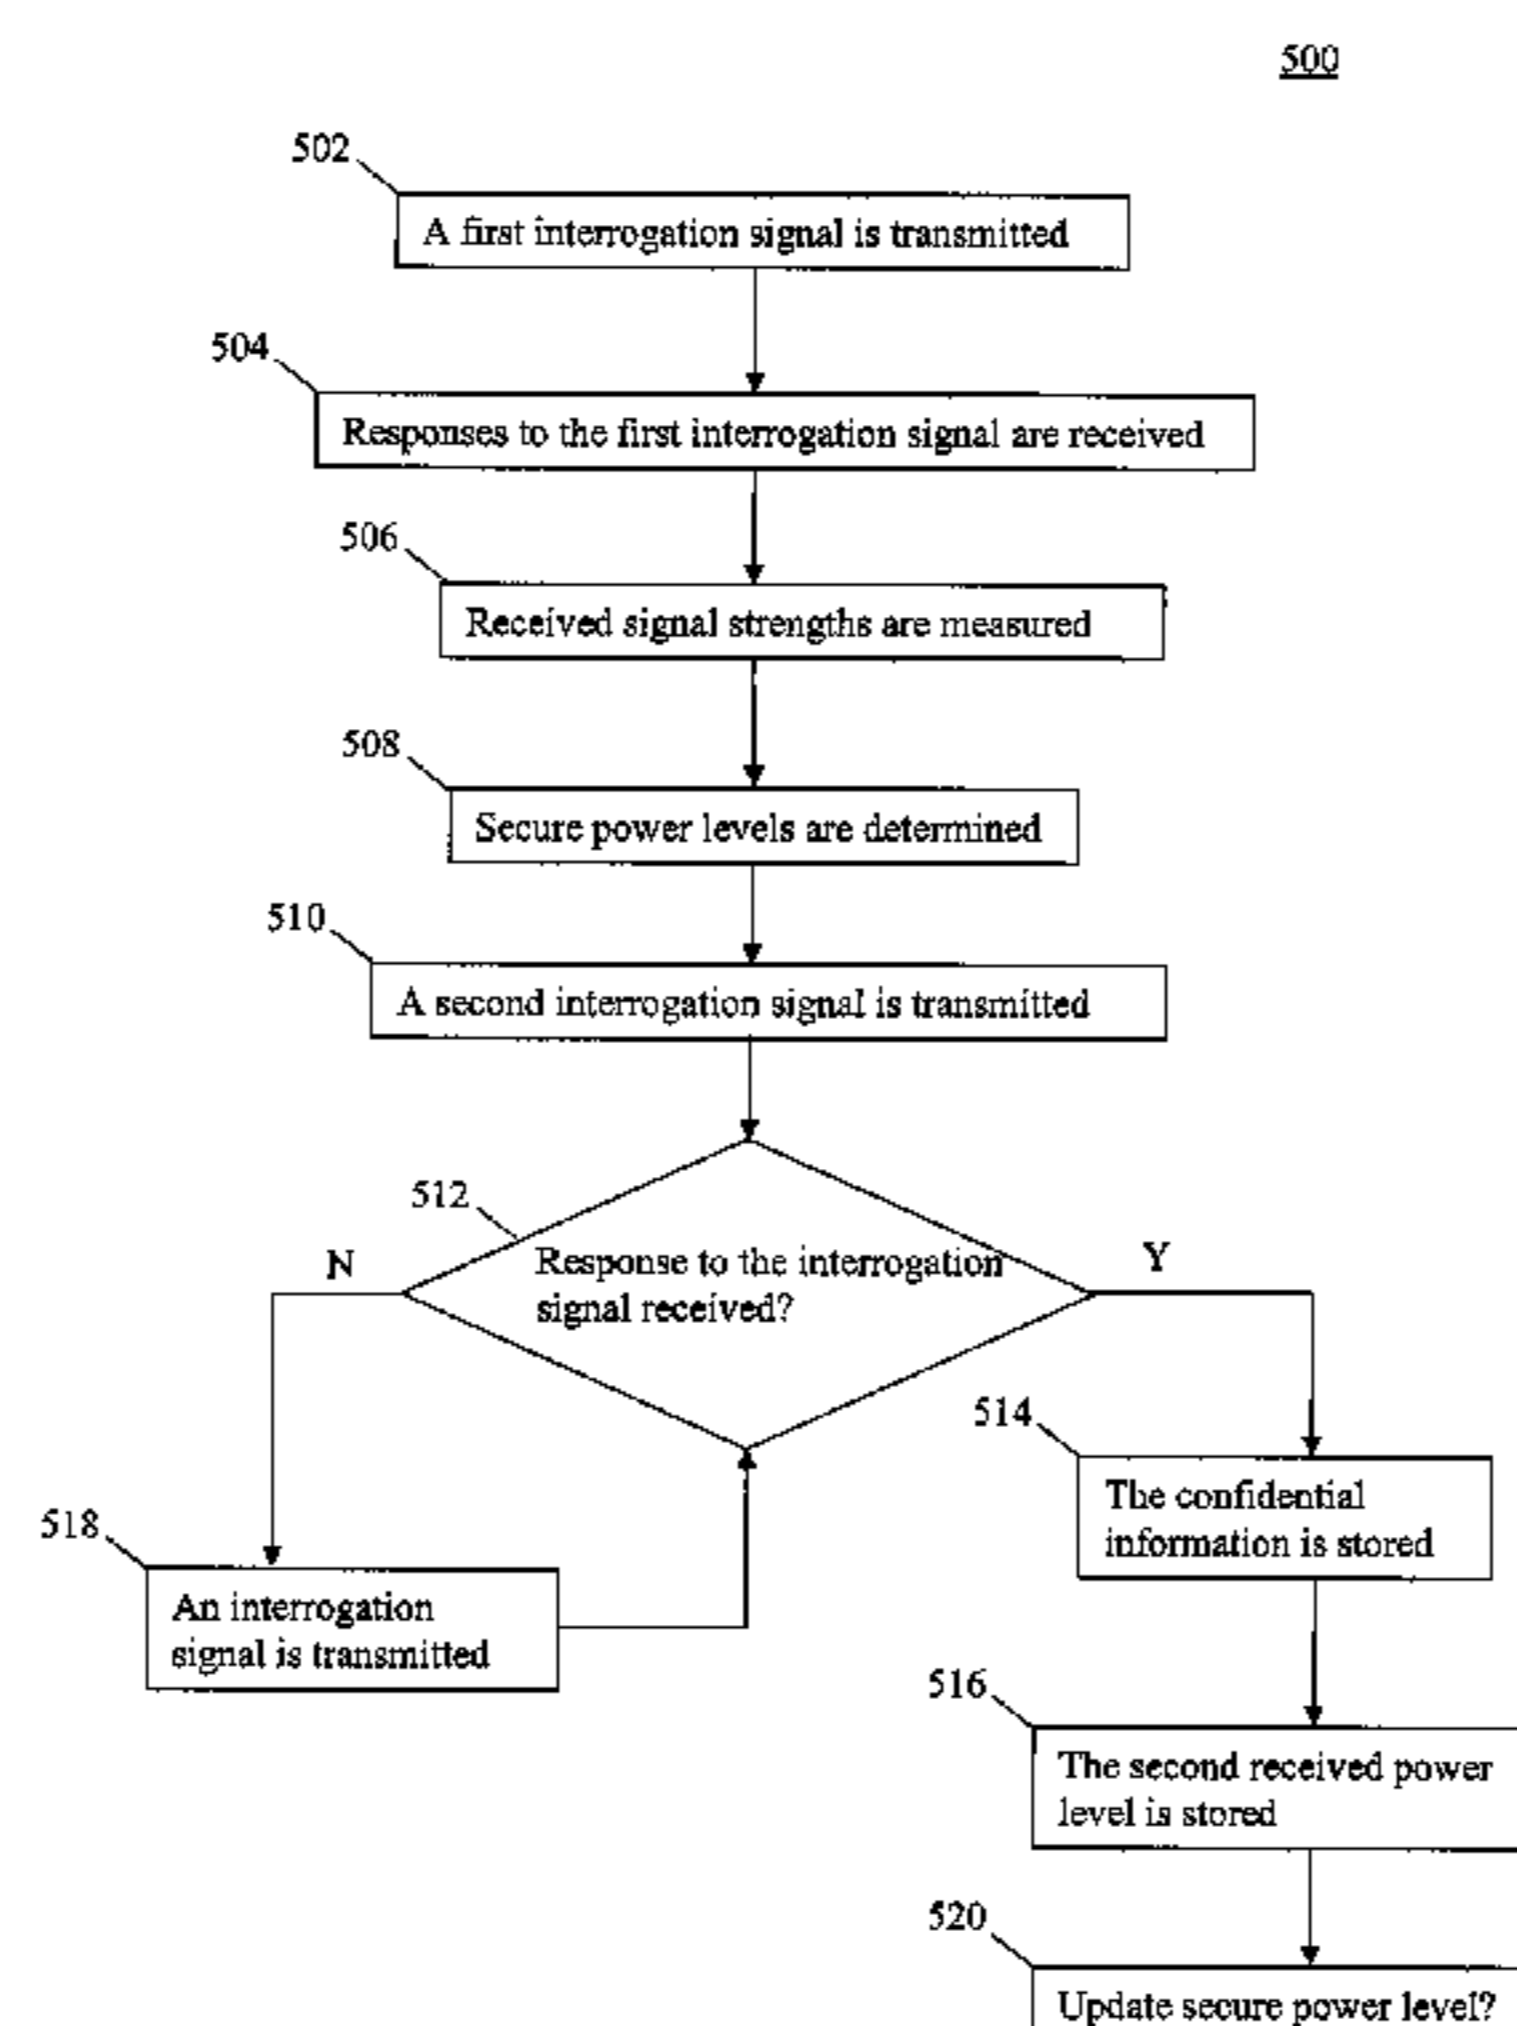 500
502
A first interrogation signal is transmitted
504
Responses to the first interrogation signal are received
506
Received signal strengths are measured
508
Secure power levels are determined
510
A second interrogation signal is transmitted
512
N
Response to the interrogation
signal received?
Y
514
The confidential
information is stored
518
An interrogation
signal is transmitted
516
The second received power
level is stored
520
Update secure power level?